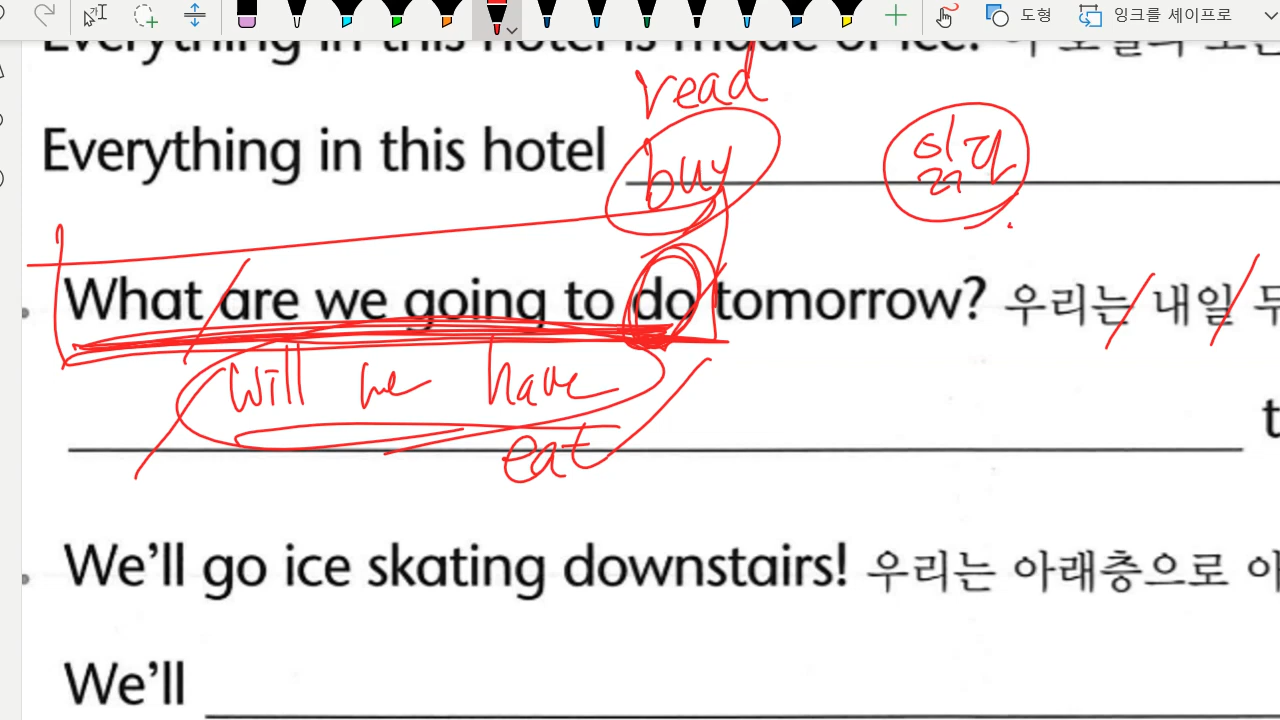 도형 잉크를 셰이프로
Everything in this hotel is made of ice.
read
Everything in this hotel buy 읽다
What are we going to do tomorrow? 우리는 내일
will we have
eat
We'll go ice skating downstairs! 우리는 아래층으로
We'll